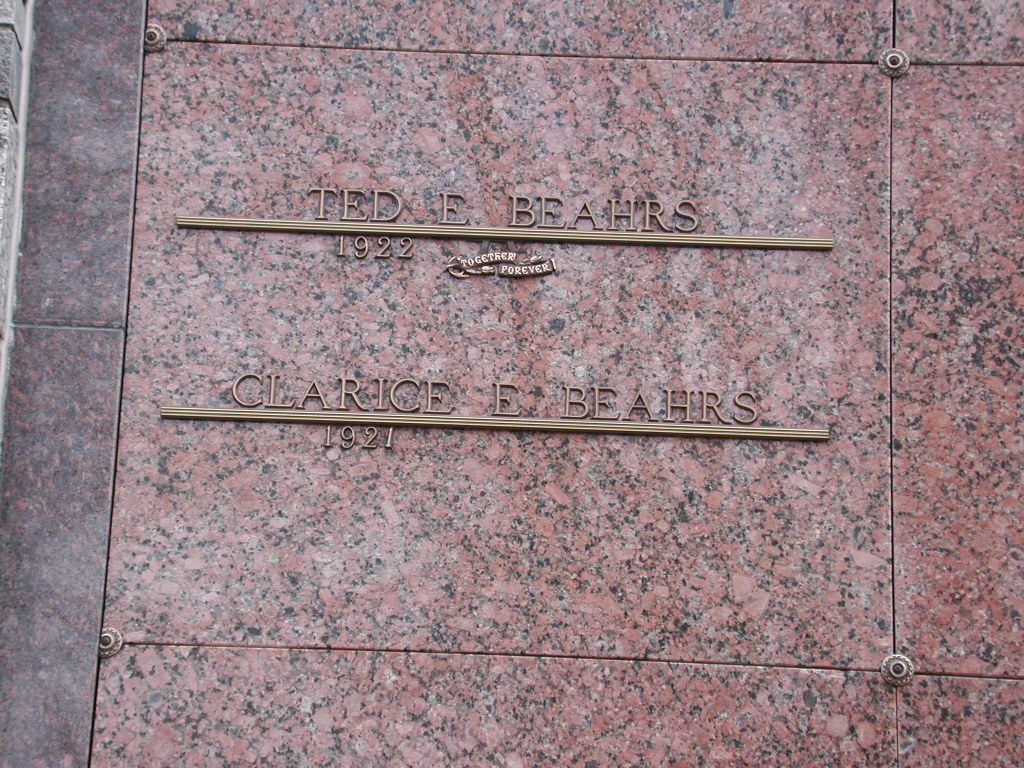 TED E BEAHRS
1922
TOGETHER
FOREVER
CLARICE E BEAHRS
1921